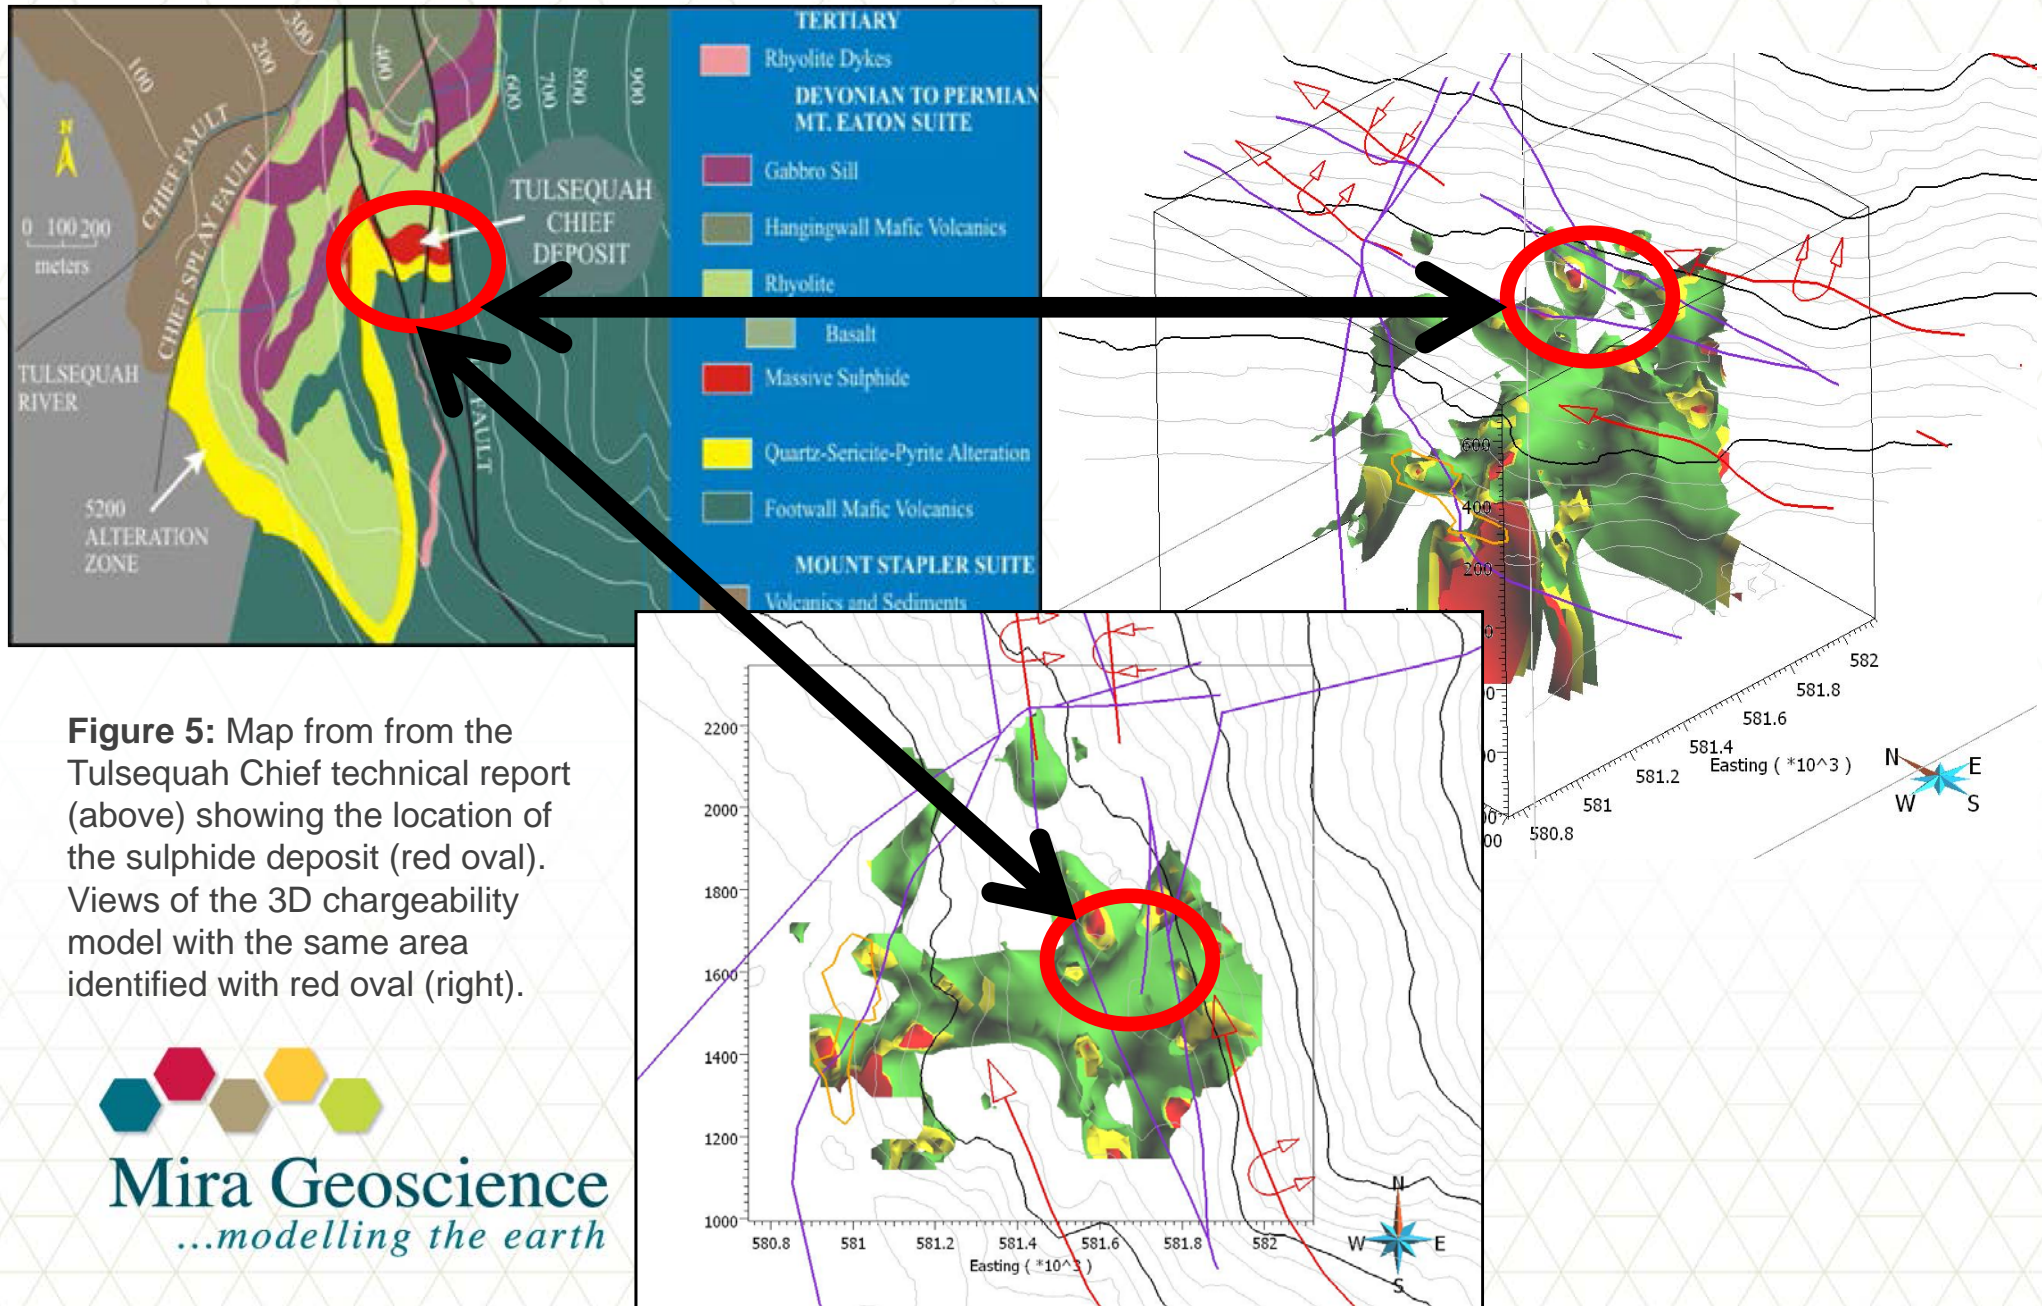 100
200
300
400
600
700
800
900
N
0 100 200
meters
CHIEF FAULT
CHIEF SPLAY FAULT
TULSEQUAH
CHIEF
DEPOSIT
TULSEQUAH
RIVER
5200
ALTERATION
ZONE
FAULT
TERTIARY
Rhyolite Dykes
DEVONIAN TO PERMIAN
MT. EATON SUITE
Gabbro Sill
Hangingwall Mafic Volcanics
Rhyolite
Basalt
Massive Sulphide
Quartz-Sericite-Pyrite Alteration
Footwall Mafic Volcanics
MOUNT STAPLER SUITE
Volcanics and Sediments
600
400
200
0
580.8
581
581.2
581.4
581.6
581.8
582
Easting ( *10^3 )
N
E
W
S
Figure 5: Map from from the
Tulsequah Chief technical report
(above) showing the location of
the sulphide deposit (red oval).
Views of the 3D chargeability
model with the same area
identified with red oval (right).
Mira Geoscience
...modelling the earth
2200
2000
1800
1600
1400
1200
1000
580.8
581
581.2
581.4
581.6
581.8
582
Easting ( *10^3 )
N
W
E
S